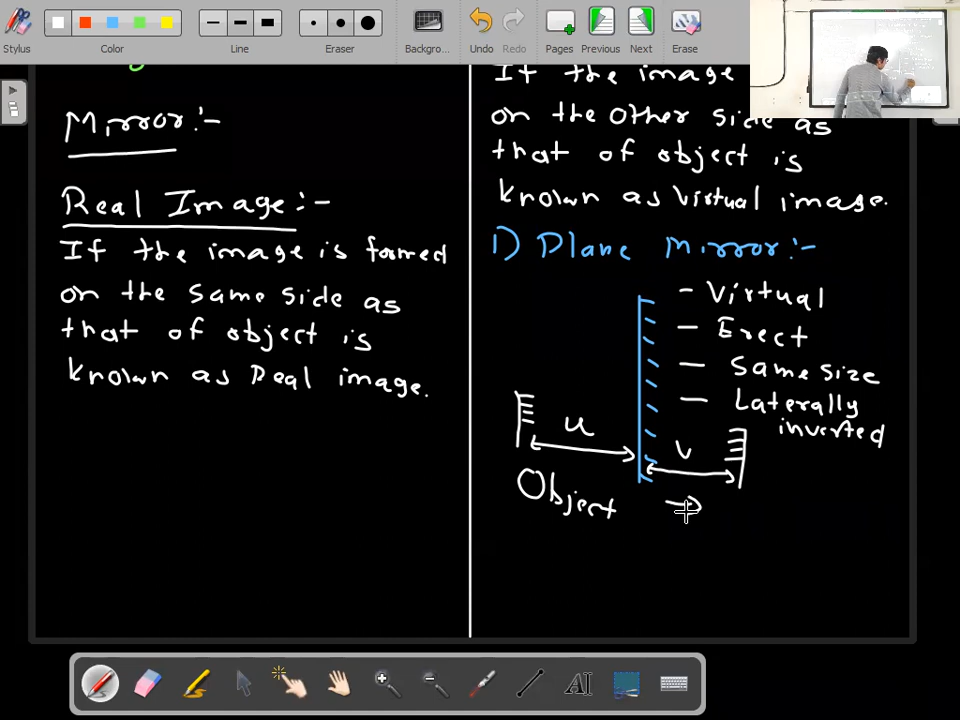 Stylus
Color
Line
Eraser
Backgro...
Undo
Redo
Pages
Previous
Next
Erase
Mirror:-
Real Image:-
If the image is formed
on the same side as
that of object is
known as Real image.
If the image
on the other side as
that of object is
known as Virtual image.
1) Plane Mirror:-
- Virtual
- Erect
- Same size
- Laterally
inverted
u
v
Object
AI